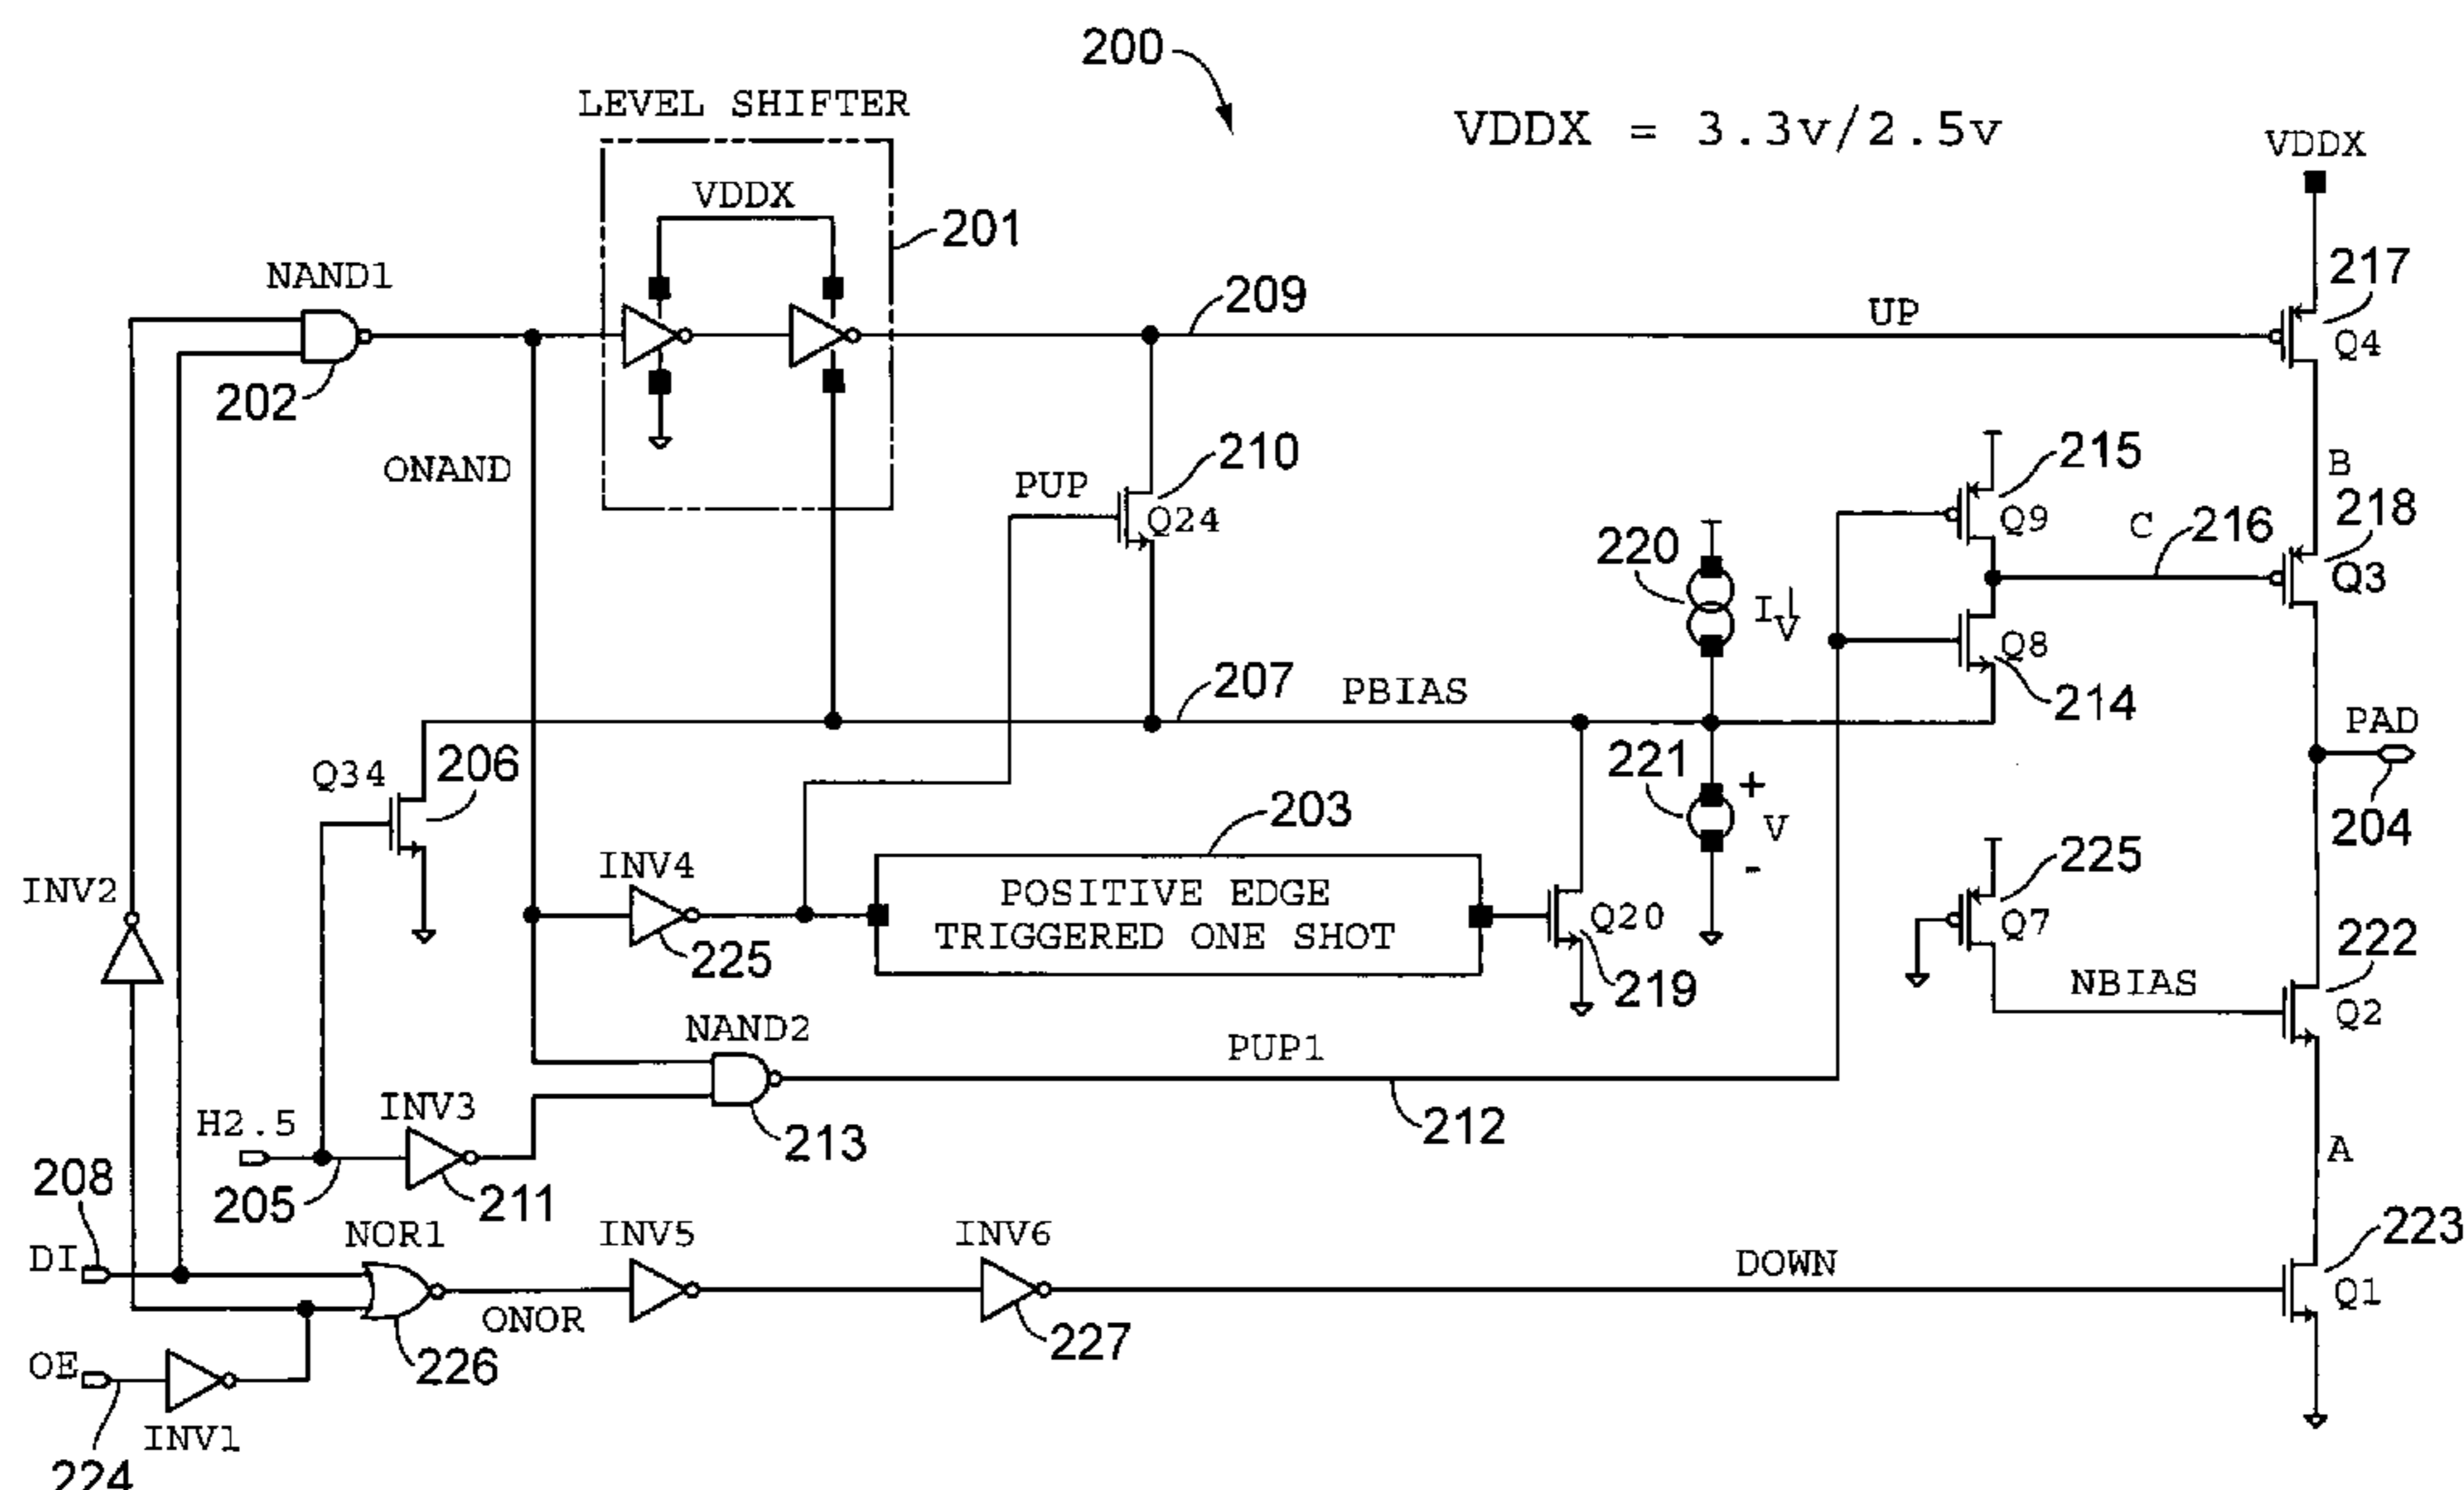 200
LEVEL SHIFTER
VDDX = 3.3v/2.5v
VDDX
VDDX
201
NAND1
217
209
UP
Q4
202
ONAND
PUP
210
Q24
215
Q9
B
218
C
216
Q3
220
I
V
Q8
214
207
PBIAS
PAD
204
Q34
206
221
+
V
-
203
INV4
225
POSITIVE EDGE
TRIGGERED ONE SHOT
Q20
219
INV2
225
Q7
222
NBIAS
Q2
NAND2
PUP1
213
212
H2.5
INV3
205
211
A
208
DI
NOR1
INV5
INV6
DOWN
223
Q1
ONOR
226
227
OE
INV1
224